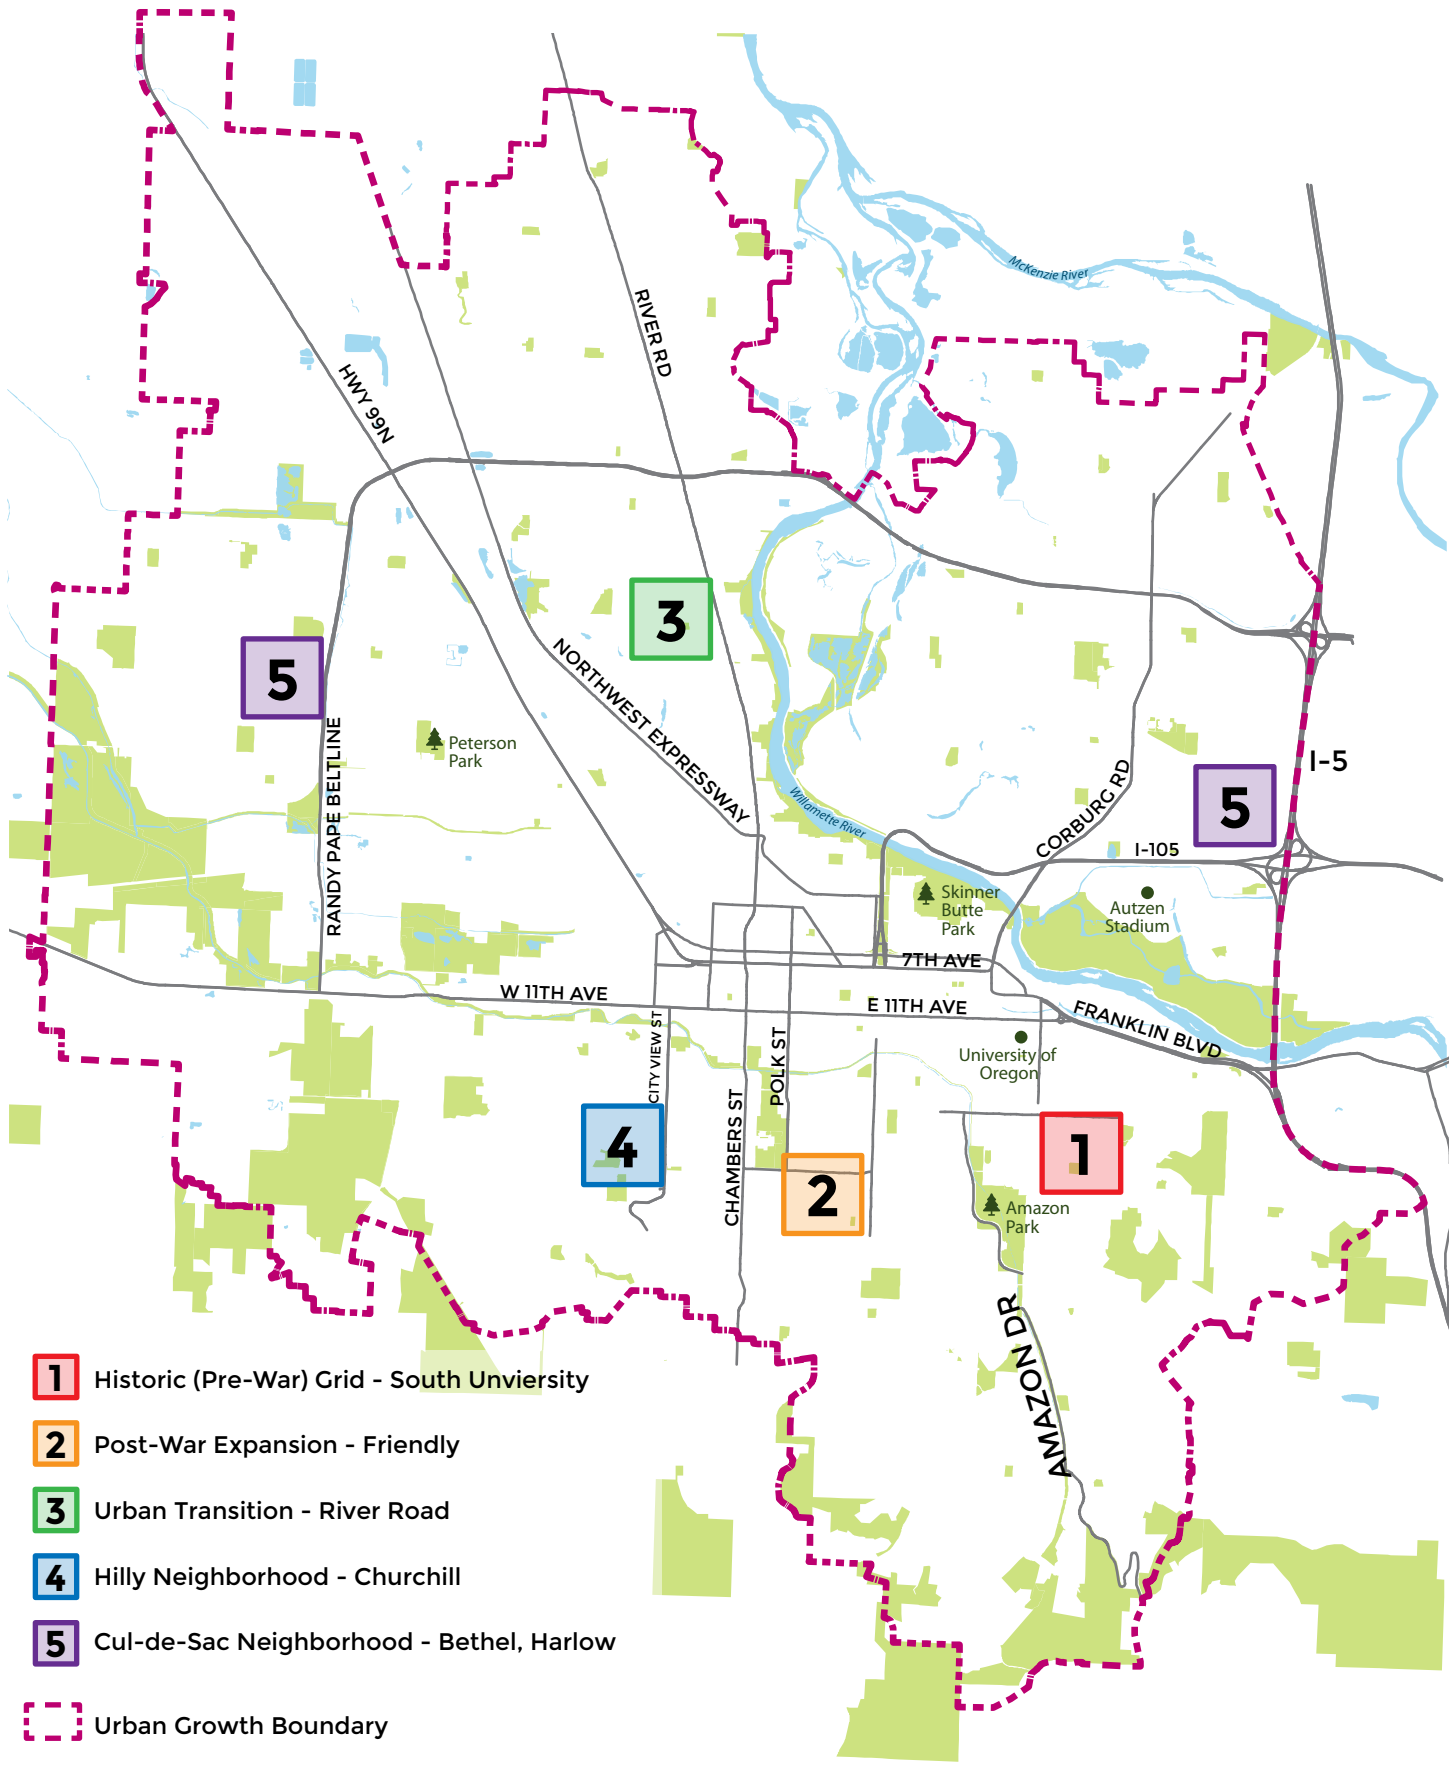 McKenzie River
RIVER RD
HWY 99N
3
5
NORTHWEST EXPRESSWAY
Peterson
Park
RANDY PAPE BELTLINE
I-5
5
Willamette River
CORBURG RD
I-105
Skinner
Butte
Park
Autzen
Stadium
7TH AVE
W 11TH AVE
E 11TH AVE
FRANKLIN BLVD
CITY VIEW ST
POLK ST
University of
Oregon
CHAMBERS ST
4
1
2
Amazon
Park
AMAZON DR
1 Historic (Pre-War) Grid - South Unviersity
2 Post-War Expansion - Friendly
3 Urban Transition - River Road
4 Hilly Neighborhood - Churchill
5 Cul-de-Sac Neighborhood - Bethel, Harlow
Urban Growth Boundary